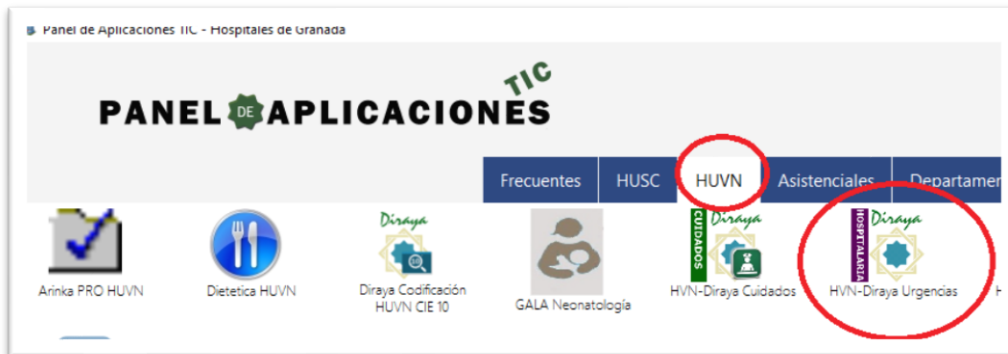 Panel de Aplicaciones TIC - Hospitales de Granada
PANEL DE APLICACIONES TIC
Frecuentes HUSC HUVN Asistenciales Departamen
Diraya
CUIDADOS
Diraya
HOSPITALARIA
Diraya
Arinka PRO HUVN
Dietetica HUVN
Diraya Codificación
HUVN CIE 10
GALA Neonatología
HVN-Diraya Cuidados
HVN-Diraya Urgencias
H